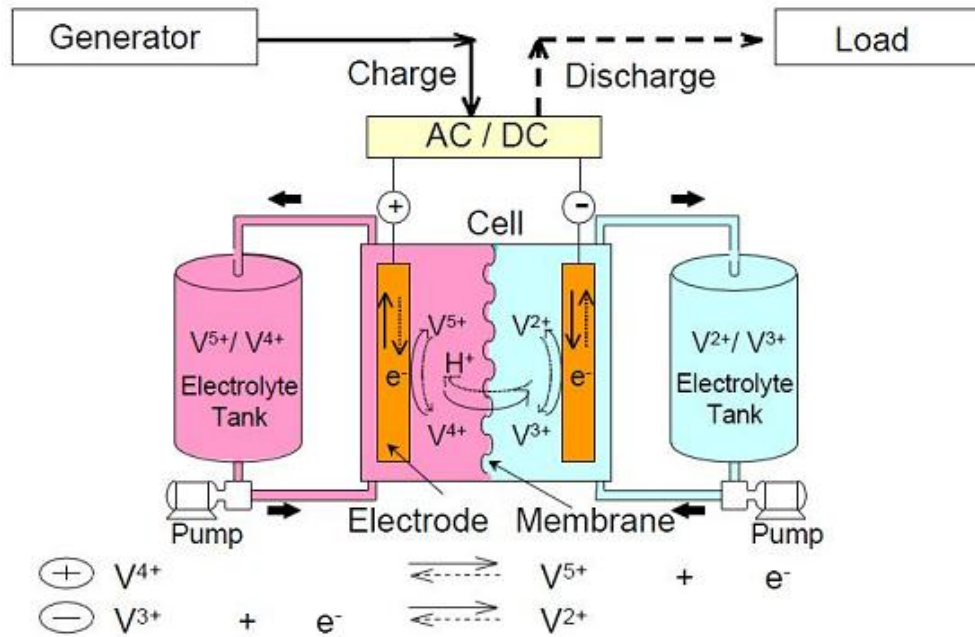 Generator
Load
Charge
Discharge
AC / DC
+
-
Cell
V⁵⁺/ V⁴⁺
Electrolyte
Tank
V⁵⁺
H⁺
e⁻
V⁴⁺
V²⁺
e⁻
V³⁺
V²⁺/ V³⁺
Electrolyte
Tank
Pump
Electrode
Membrane
Pump
+ V⁴⁺ V⁵⁺ + e⁻
− V³⁺ + e⁻ V²⁺